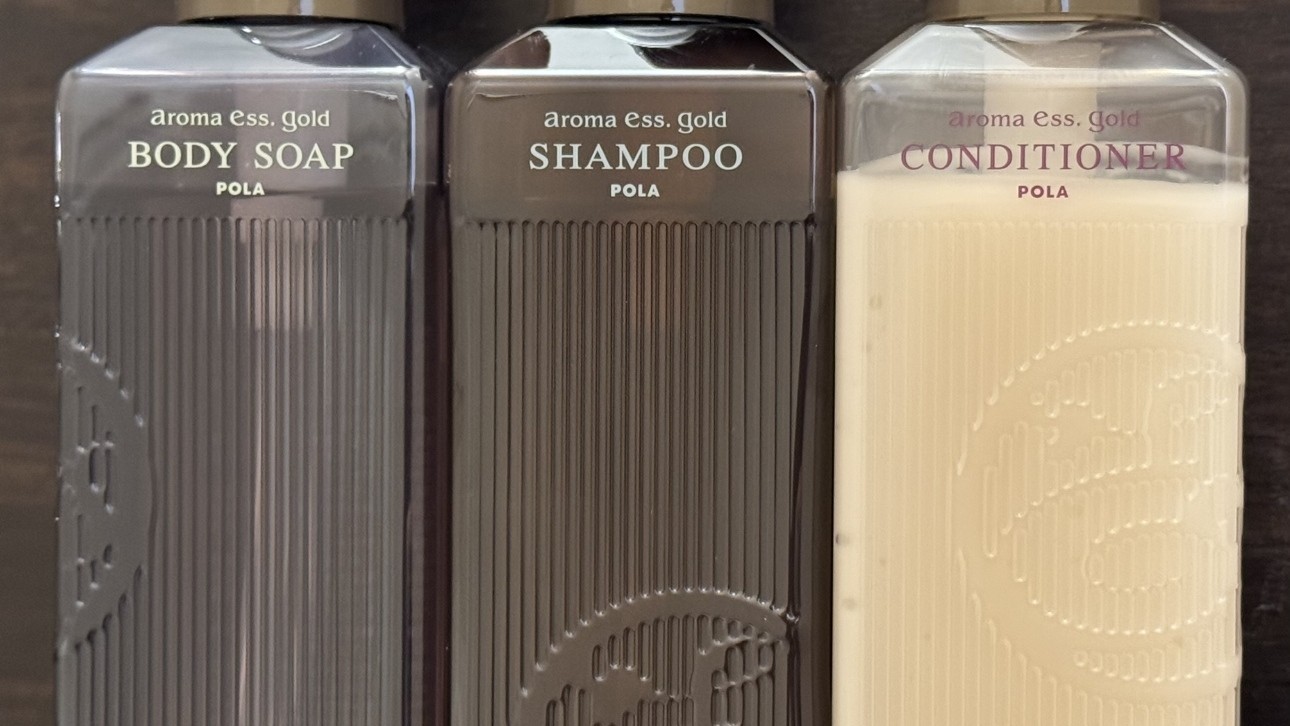 aroma ess. gold
BODY SOAP
POLA
aroma ess. gold
SHAMPOO
POLA
aroma ess. gold
CONDITIONER
POLA